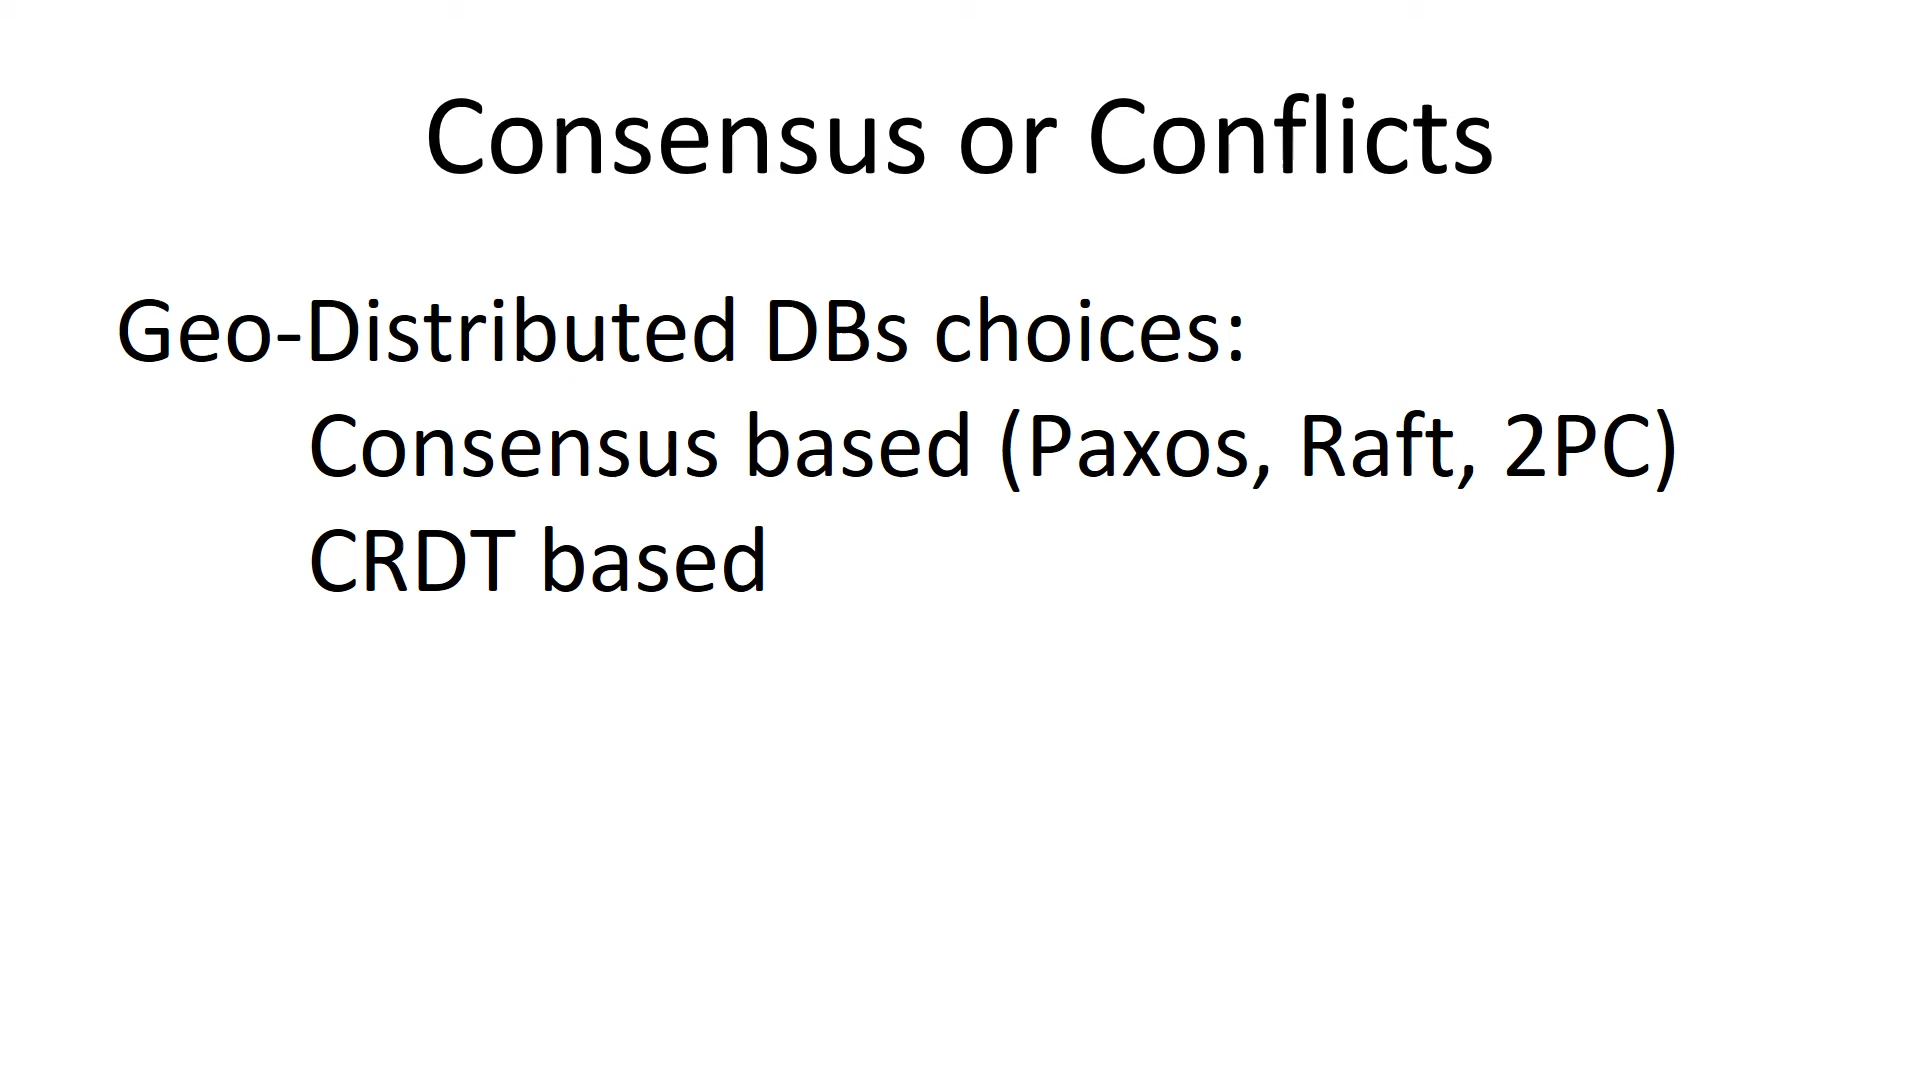 Consensus or Conflicts
Geo-Distributed DBs choices:
Consensus based (Paxos, Raft, 2PC)
CRDT based